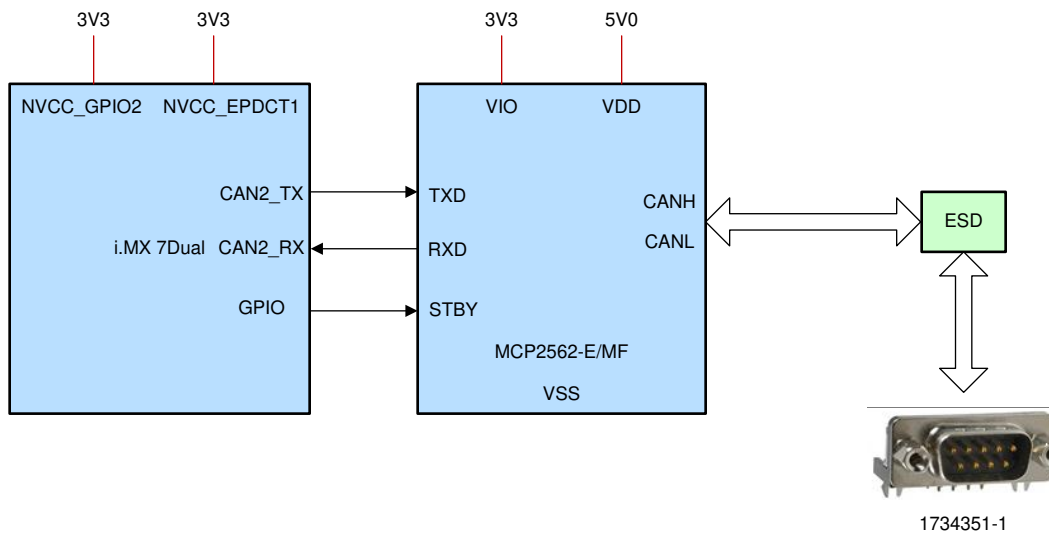 3V3 3V3 3V3 5V0
NVCC_GPIO2 NVCC_EPDCT1 VIO VDD
CAN2_TX TXD
CANH
ESD
CANL
i.MX 7Dual CAN2_RX RXD
GPIO STBY
MCP2562-E/MF
VSS
1734351-1